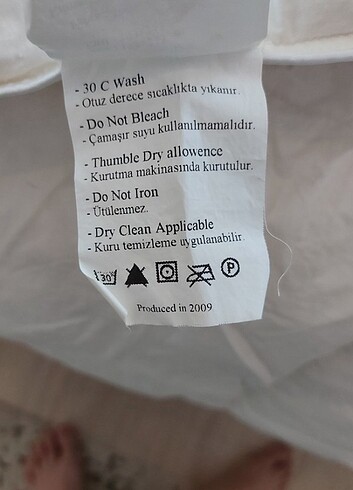 - 30 C Wash
- Otuz derece sıcaklıkta yıkanır.
- Do Not Bleach
- Çamaşır suyu kullanılmamalıdır.
- Thumble Dry allowence
- Kurutma makinasında kurutulur.
- Do Not Iron
- Ütülenmez.
- Dry Clean Applicable
- Kuru temizleme uygulanabilir.
30° P
Produced in 2009